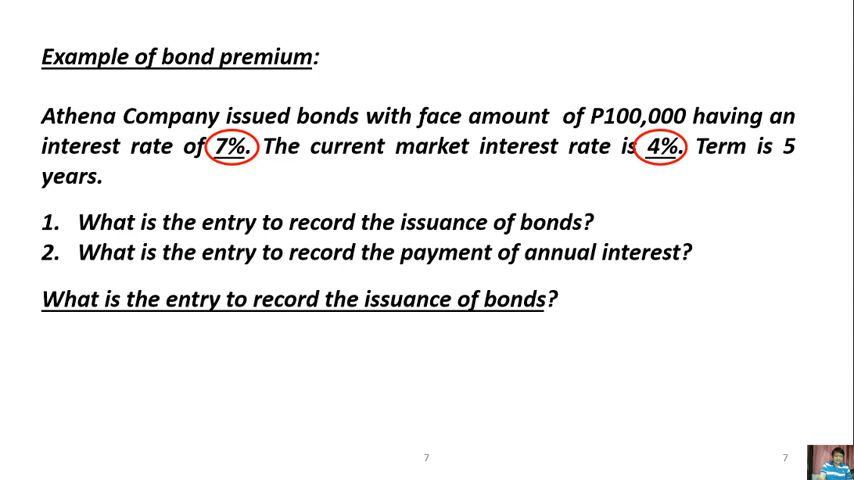 Example of bond premium:
Athena Company issued bonds with face amount of P100,000 having an
interest rate of 7%. The current market interest rate is 4%. Term is 5
years.
1. What is the entry to record the issuance of bonds?
2. What is the entry to record the payment of annual interest?
What is the entry to record the issuance of bonds?
7
7